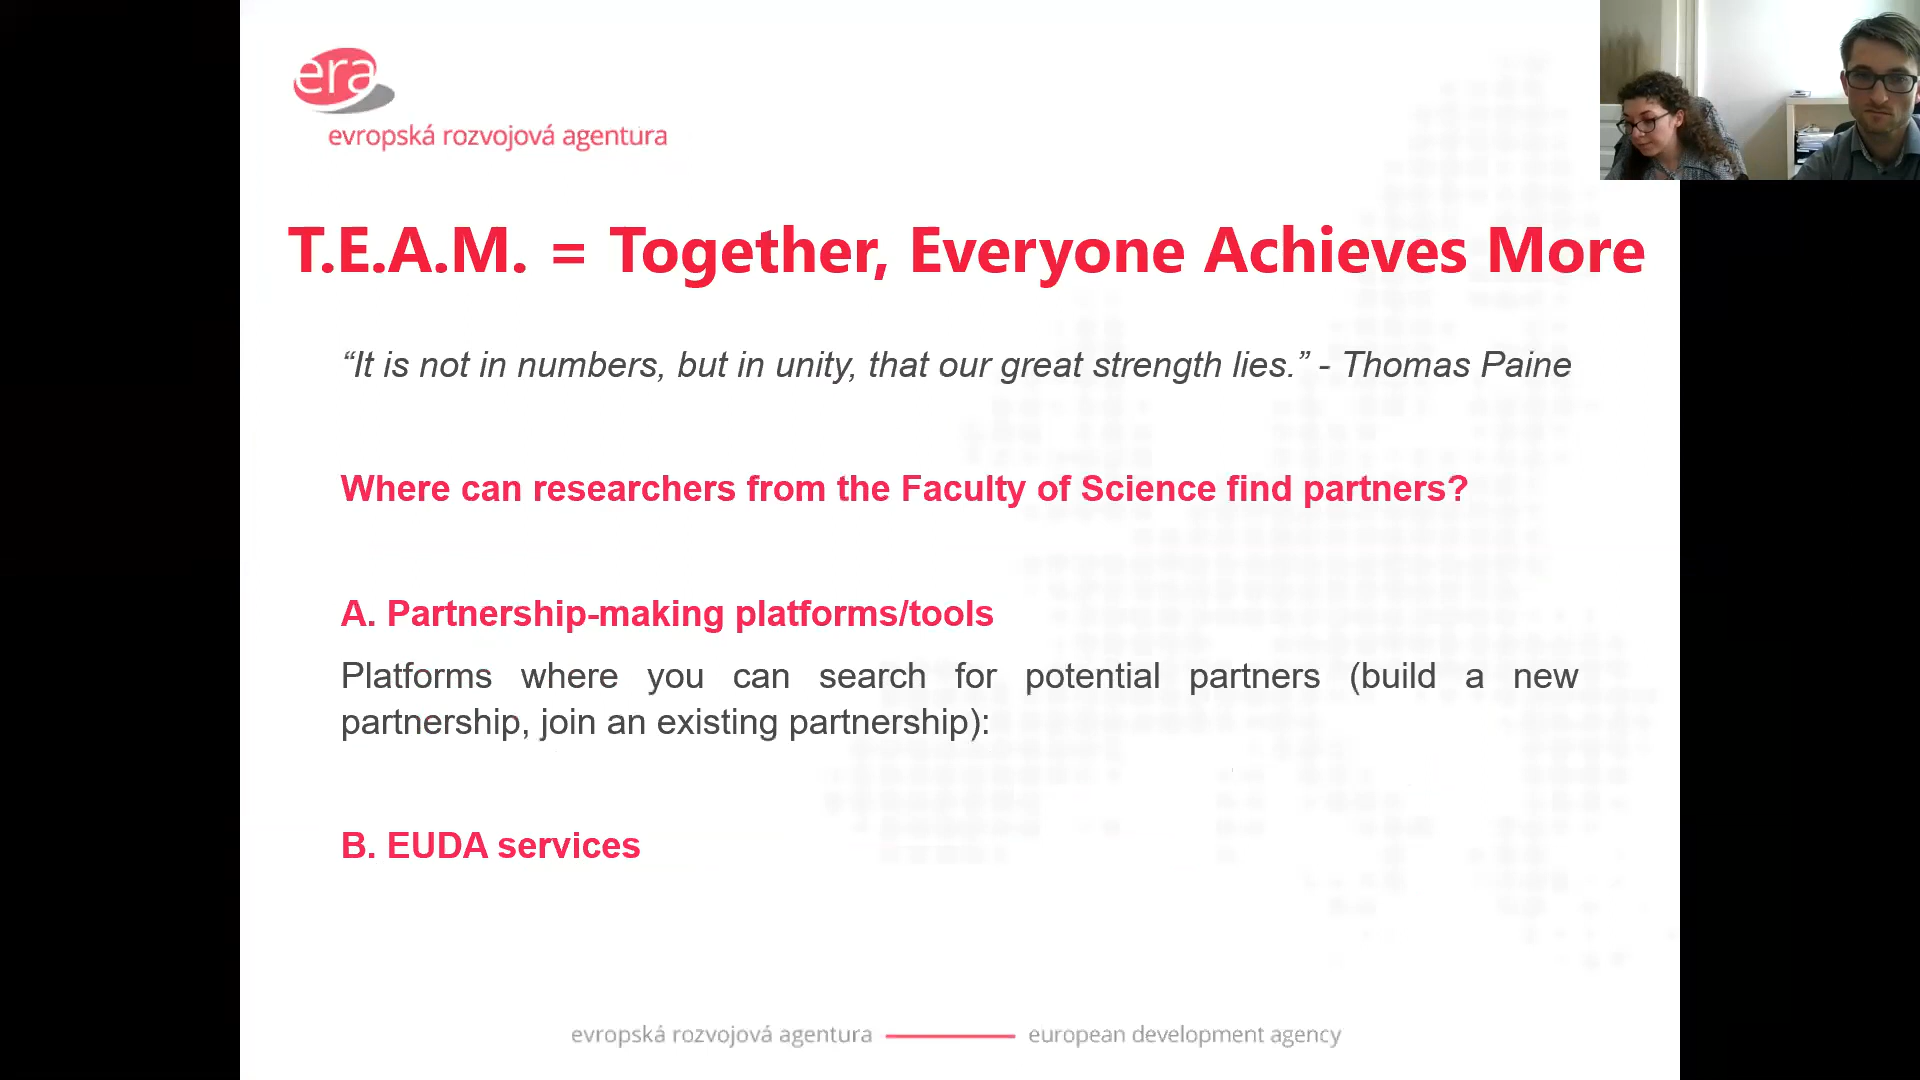 era
evropská rozvojová agentura
T.E.A.M. = Together, Everyone Achieves More
“It is not in numbers, but in unity, that our great strength lies.” - Thomas Paine
Where can researchers from the Faculty of Science find partners?
A. Partnership-making platforms/tools
Platforms where you can search for potential partners (build a new
partnership, join an existing partnership):
B. EUDA services
evropská rozvojová agentura european development agency